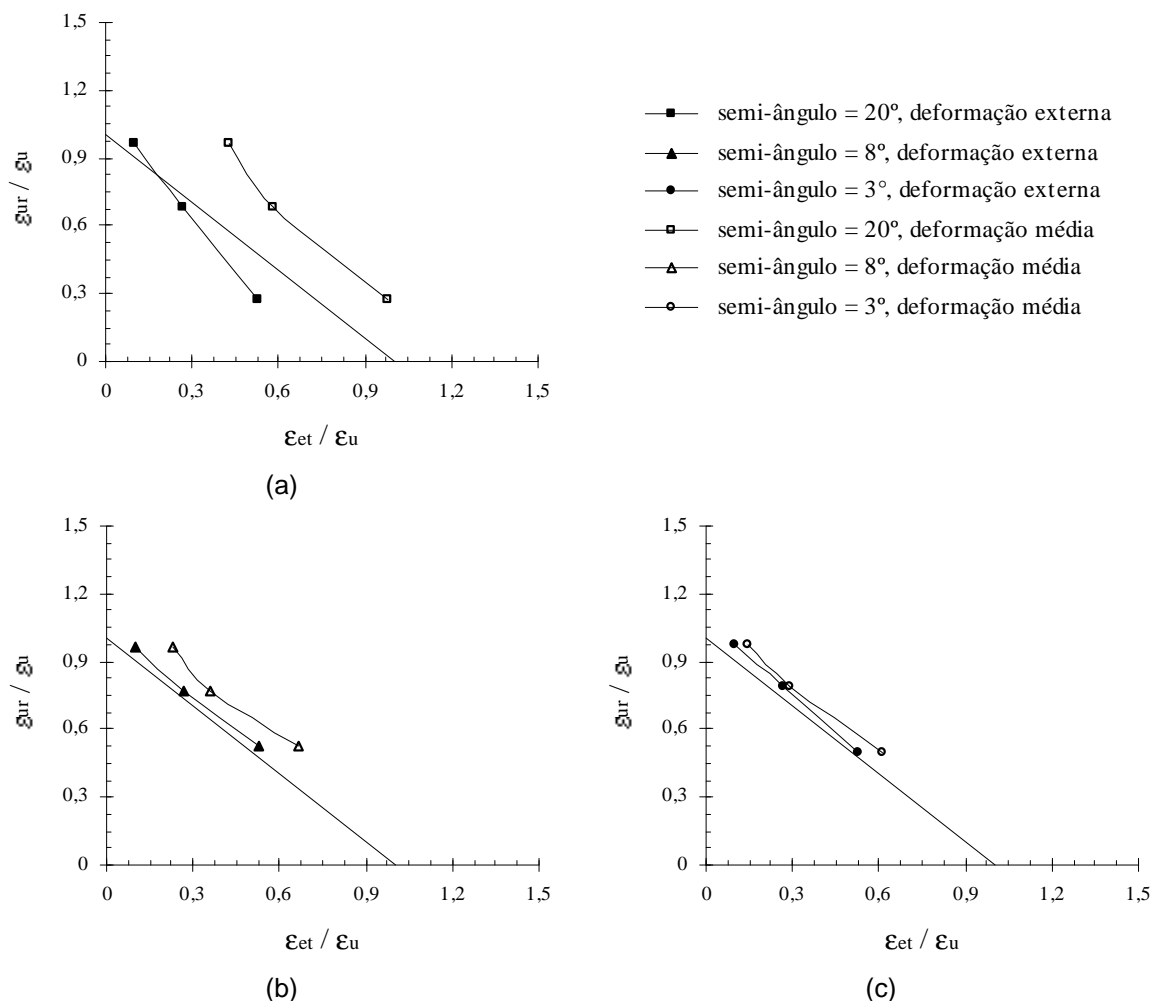 1,5
1,2
0,9
0,6
0,3
0
εur / εu
0 0,3 0,6 0,9 1,2 1,5
εet / εu
(a)
semi-ângulo = 20º, deformação externa
semi-ângulo = 8º, deformação externa
semi-ângulo = 3°, deformação externa
semi-ângulo = 20º, deformação média
semi-ângulo = 8º, deformação média
semi-ângulo = 3º, deformação média
1,5
1,2
0,9
0,6
0,3
0
εur / εu
0 0,3 0,6 0,9 1,2 1,5
εet / εu
(b)
1,5
1,2
0,9
0,6
0,3
0
εur / εu
0 0,3 0,6 0,9 1,2 1,5
εet / εu
(c)